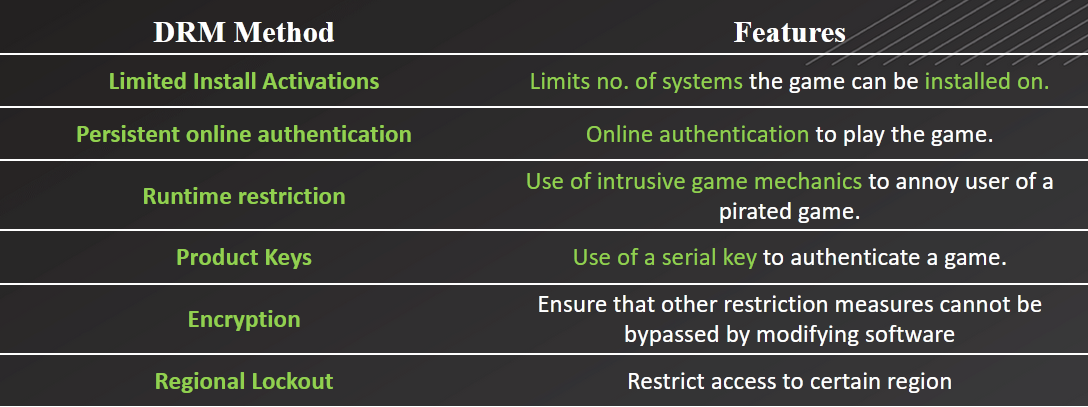 DRM Method
Features
Limited Install Activations
Limits no. of systems the game can be installed on.
Persistent online authentication
Online authentication to play the game.
Runtime restriction
Use of intrusive game mechanics to annoy user of a
pirated game.
Product Keys
Use of a serial key to authenticate a game.
Encryption
Ensure that other restriction measures cannot be
bypassed by modifying software
Regional Lockout
Restrict access to certain region